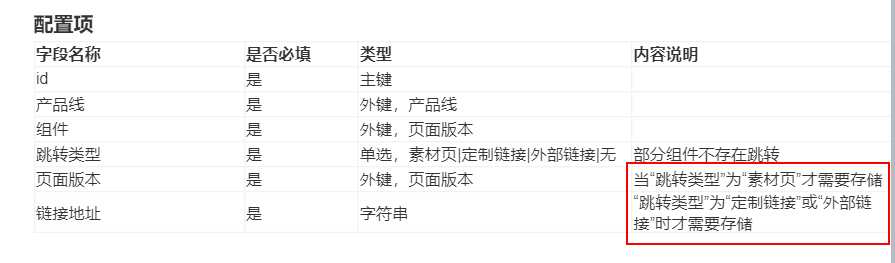 配置项
字段名称 是否必填 类型 内容说明
id 是 主键
产品线 是 外键，产品线
组件 是 外键，页面版本
跳转类型 是 单选，素材页|定制链接|外部链接|无 部分组件不存在跳转
页面版本 是 外键，页面版本 当“跳转类型”为“素材页”才需要存储
链接地址 是 字符串 “跳转类型”为“定制链接”或“外部链
接”时才需要存储